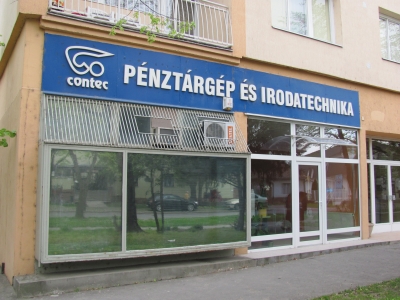 contec
PÉNZTÁRGÉP ÉS IRODATECHNIKA